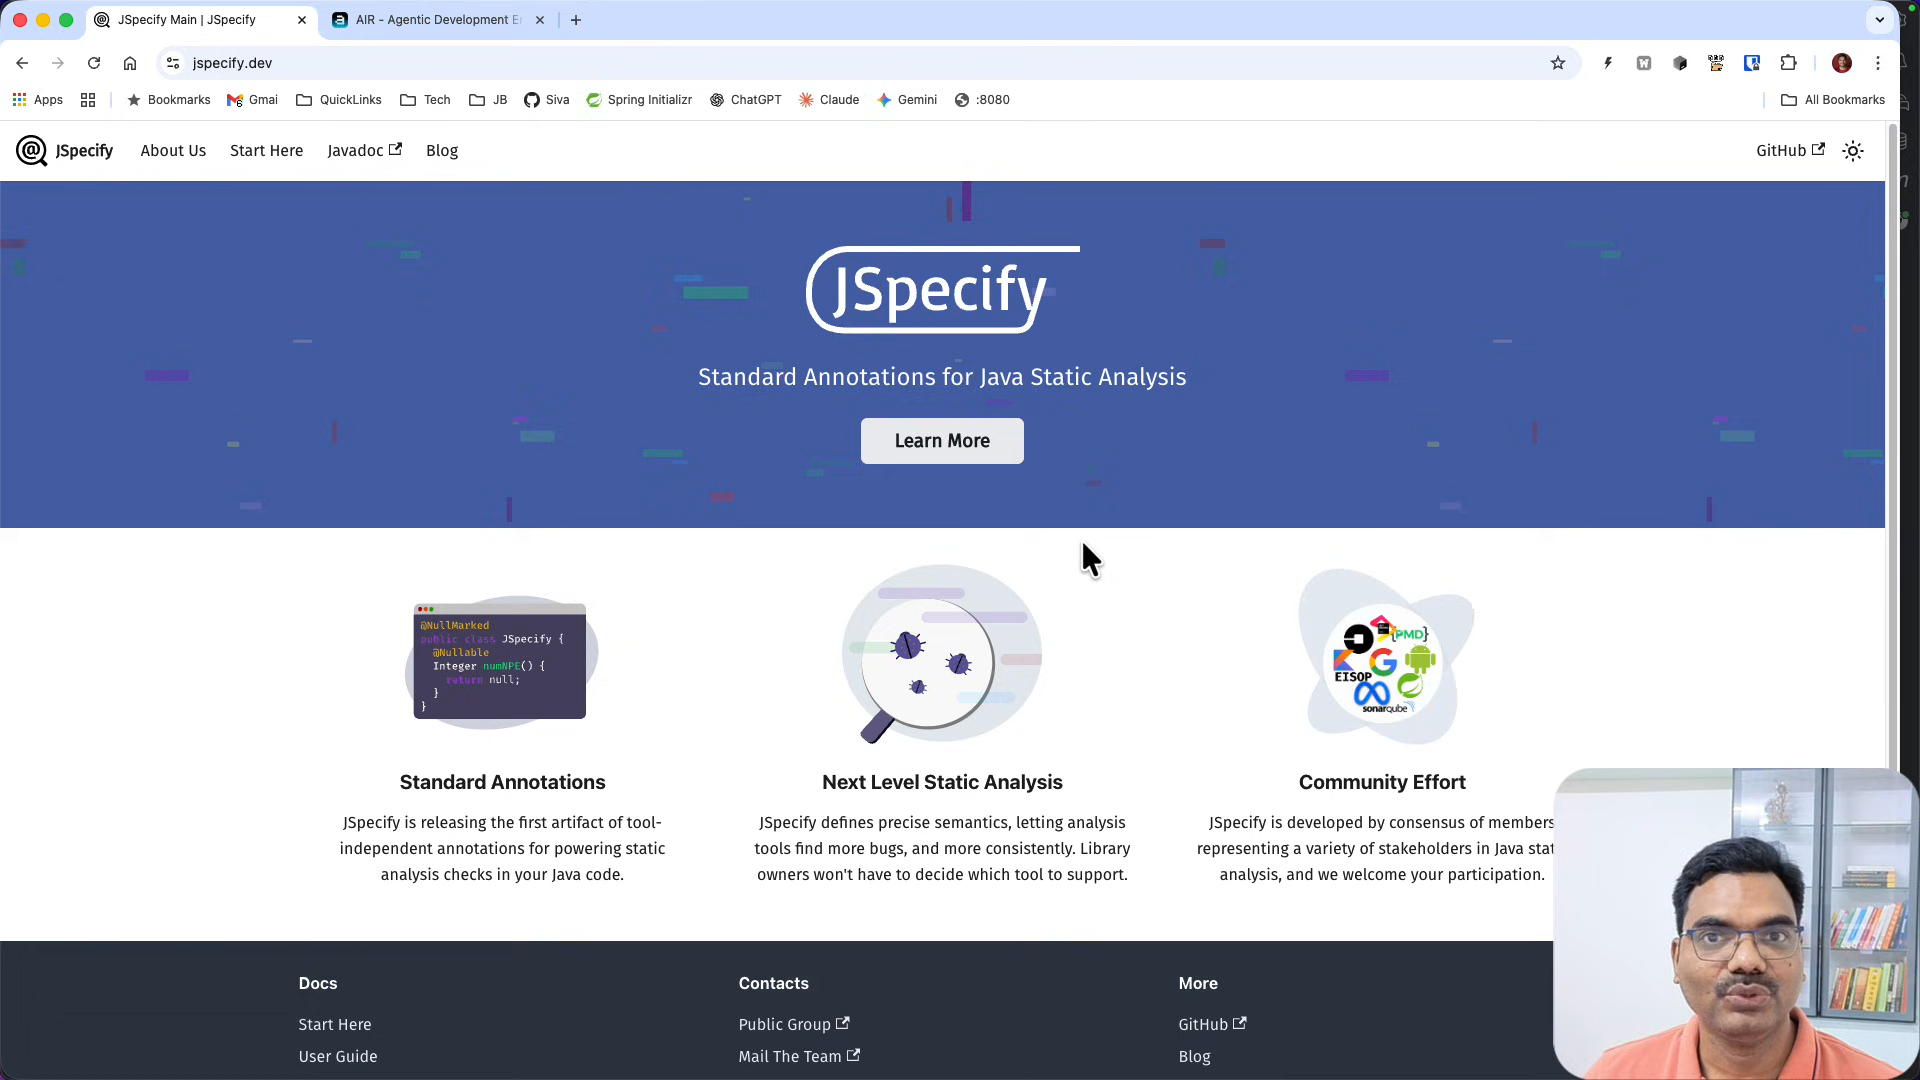 JSpecify Main | JSpecify
AIR - Agentic Development E
jspecify.dev
Apps
Bookmarks
Gmai
QuickLinks
Tech
JB
Siva
Spring Initializr
ChatGPT
Claude
Gemini
:8080
All Bookmarks
JSpecify
About Us
Start Here
Javadoc
Blog
GitHub
JSpecify
Standard Annotations for Java Static Analysis
Learn More
@NullMarked
public class JSpecify {
@Nullable
Integer numNPE() {
return null;
}
}
{PMD}
EISOP
sonarqube
Standard Annotations
JSpecify is releasing the first artifact of tool-
independent annotations for powering static
analysis checks in your Java code.
Next Level Static Analysis
JSpecify defines precise semantics, letting analysis
tools find more bugs, and more consistently. Library
owners won't have to decide which tool to support.
Community Effort
JSpecify is developed by consensus of members
representing a variety of stakeholders in Java stat
analysis, and we welcome your participation.
Docs
Start Here
User Guide
Contacts
Public Group
Mail The Team
More
GitHub
Blog